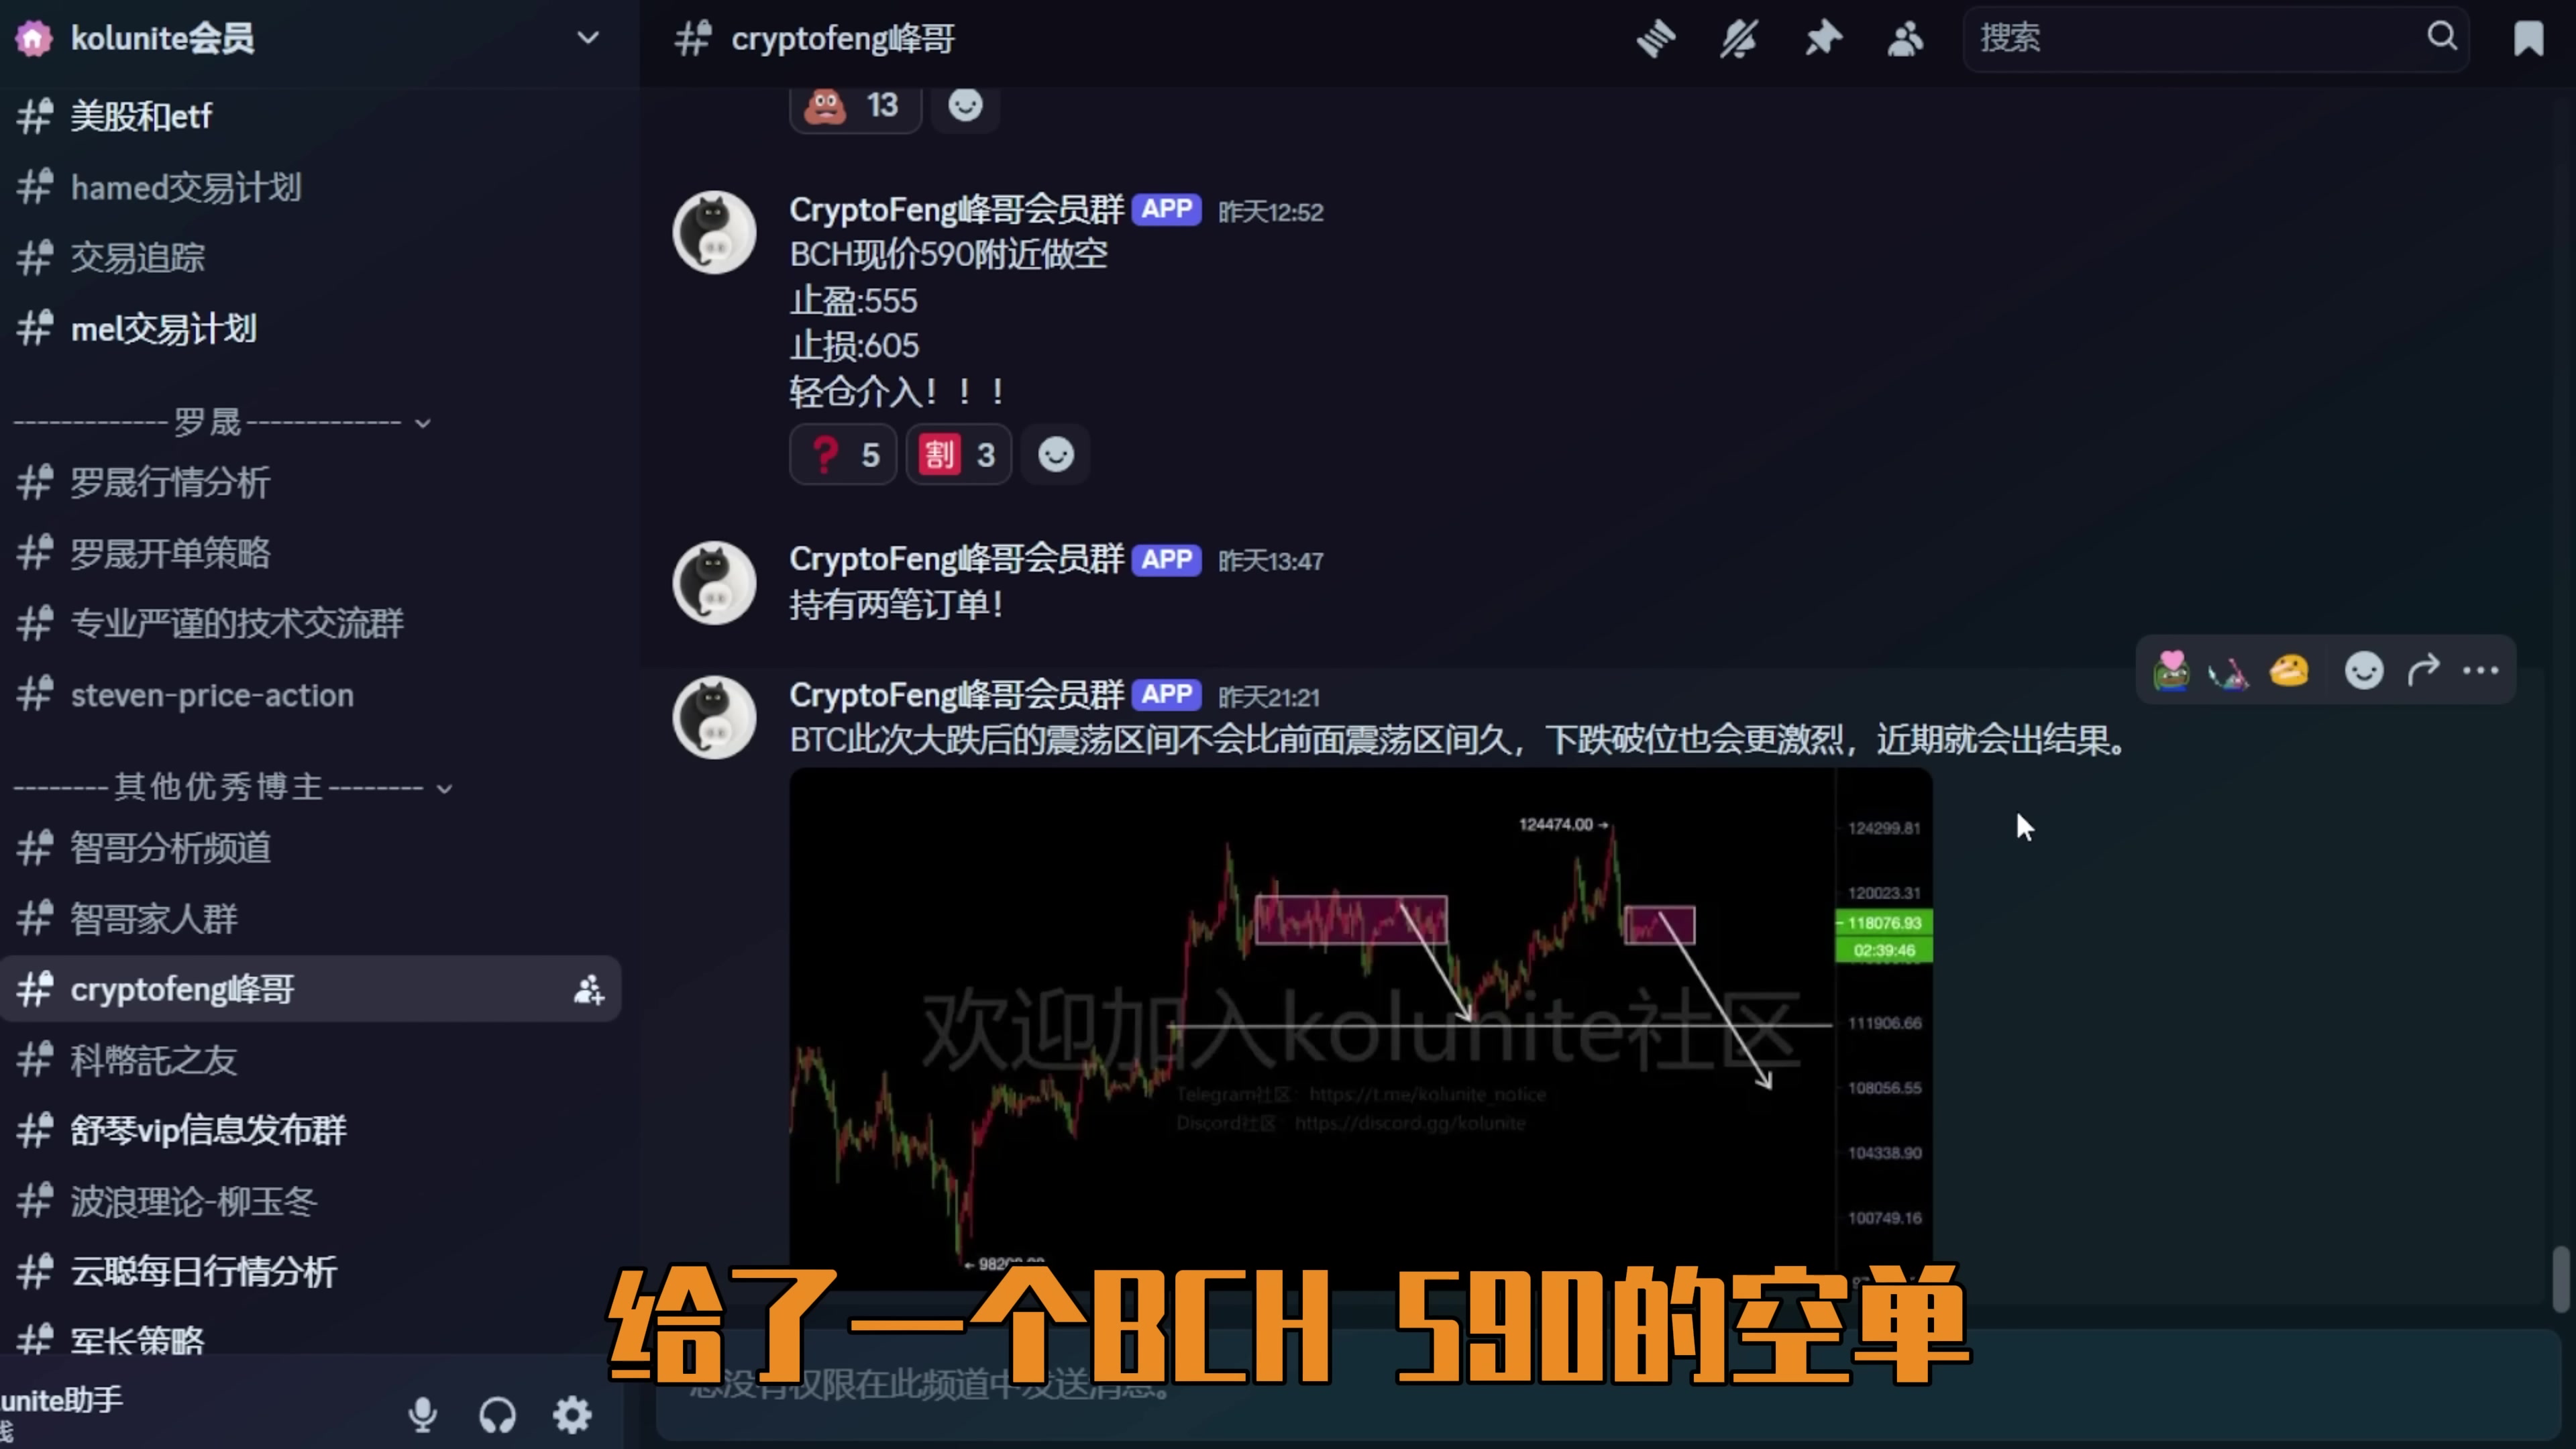 kolunite会员
美股和etf
hamed交易计划
交易追踪
mel交易计划
-------------罗晟-------------
罗晟行情分析
罗晟开单策略
专业严谨的技术交流群
steven-price-action
--------其他优秀博主--------
智哥分析频道
智哥家人群
cryptofeng峰哥
科幣託之友
舒琴vip信息发布群
波浪理论-柳玉冬
云聪每日行情分析
军长策略
unite助手
cryptofeng峰哥
搜索
13
CryptoFeng峰哥会员群 APP 昨天12:52
BCH现价590附近做空
止盈:555
止损:605
轻仓介入！！！
5 割 3
CryptoFeng峰哥会员群 APP 昨天13:47
持有两笔订单！
CryptoFeng峰哥会员群 APP 昨天21:21
BTC此次大跌后的震荡区间不会比前面震荡区间久，下跌破位也会更激烈，近期就会出结果。
124474.00
124299.81
120023.31
118076.93
02:39:46
111906.66
108056.55
104338.90
100749.16
欢迎加入kolunite社区
Telegram社区: https://t.me/kolunite_notice
Discord社区: https://discord.gg/kolunite
给了一个BCH 590的空单
您没有权限在此频道中发送消息。